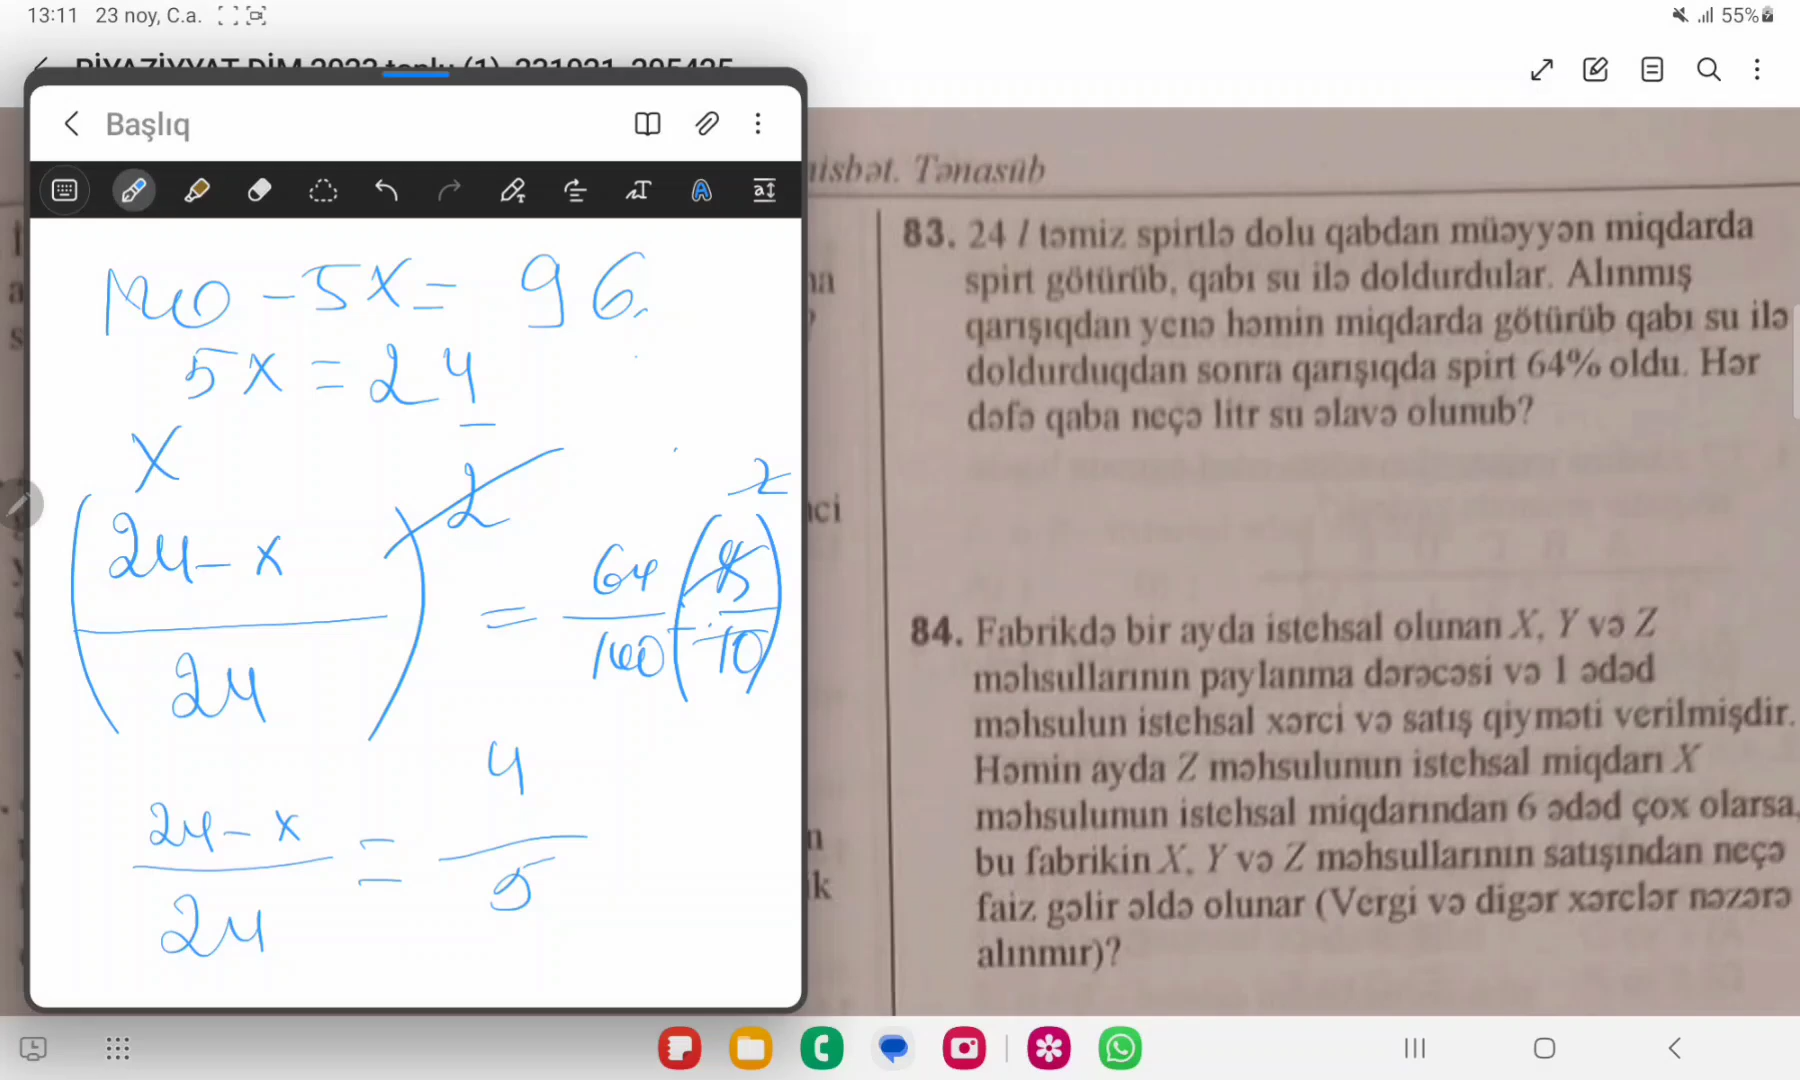 13:11 23 noy, C.a. 55%
RİYAZİYYAT DİM 2023 toplu (1)_231021_205425
Başlıq
120 - 5x = 96
5x = 24
x
(24 - x / 24)² = 64/100 (8/10)²
24 - x / 24 = 4/5
nisbət. Tənasüb
83. 24 l təmiz spirtlə dolu qabdan müəyyən miqdarda
spirt götürüb, qabı su ilə doldurdular. Alınmış
qarışıqdan yenə həmin miqdarda götürüb qabı su ilə
doldurduqdan sonra qarışıqda spirt 64% oldu. Hər
dəfə qaba neçə litr su əlavə olunub?
84. Fabrikdə bir ayda istehsal olunan X, Y və Z
məhsullarının paylanma dərəcəsi və 1 ədəd
məhsulun istehsal xərci və satış qiyməti verilmişdir.
Həmin ayda Z məhsulunun istehsal miqdarı X
məhsulunun istehsal miqdarından 6 ədəd çox olarsa,
bu fabrikin X, Y və Z məhsullarının satışından neçə
faiz gəlir əldə olunar (Vergi və digər xərclər nəzərə
alınmır)?